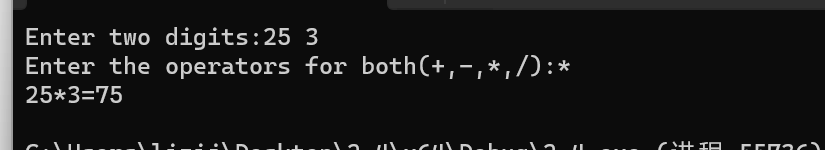 Enter two digits:25 3
Enter the operators for both(+,-,*,/):*
25*3=75